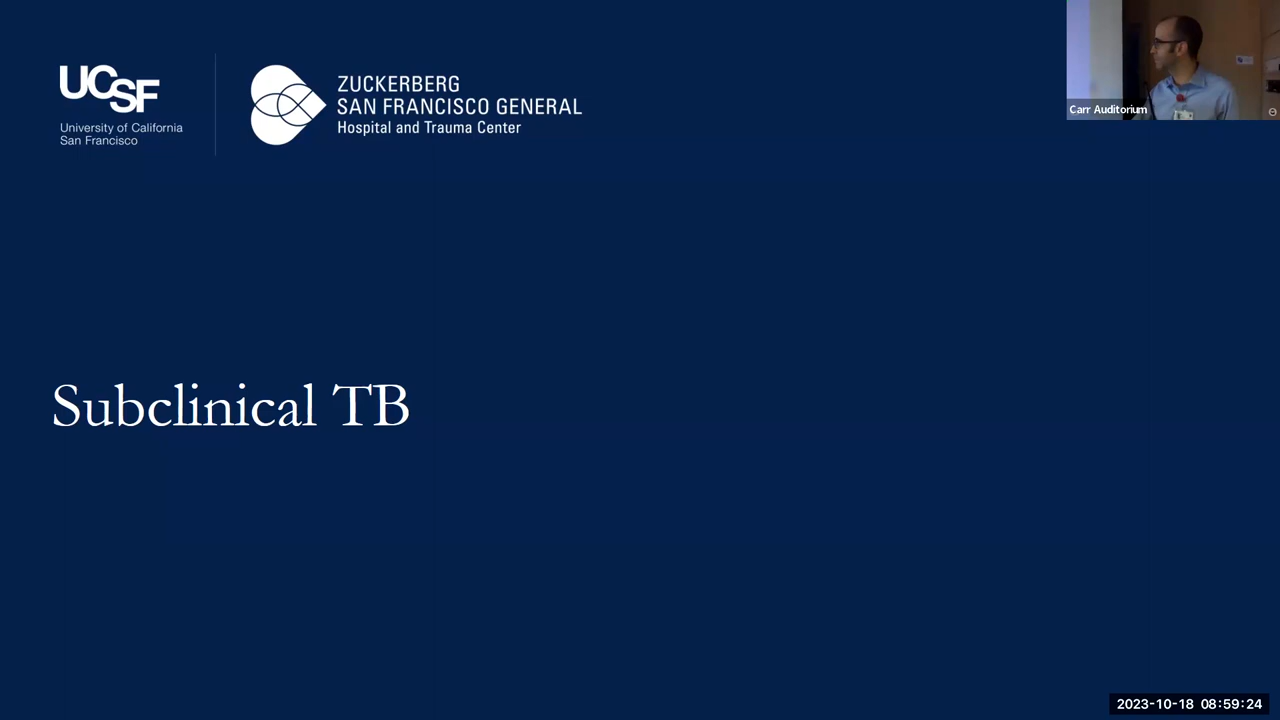 UCSF
University of California
San Francisco
ZUCKERBERG
SAN FRANCISCO GENERAL
Hospital and Trauma Center
Carr Auditorium
Subclinical TB
2023-10-18 08:59:24